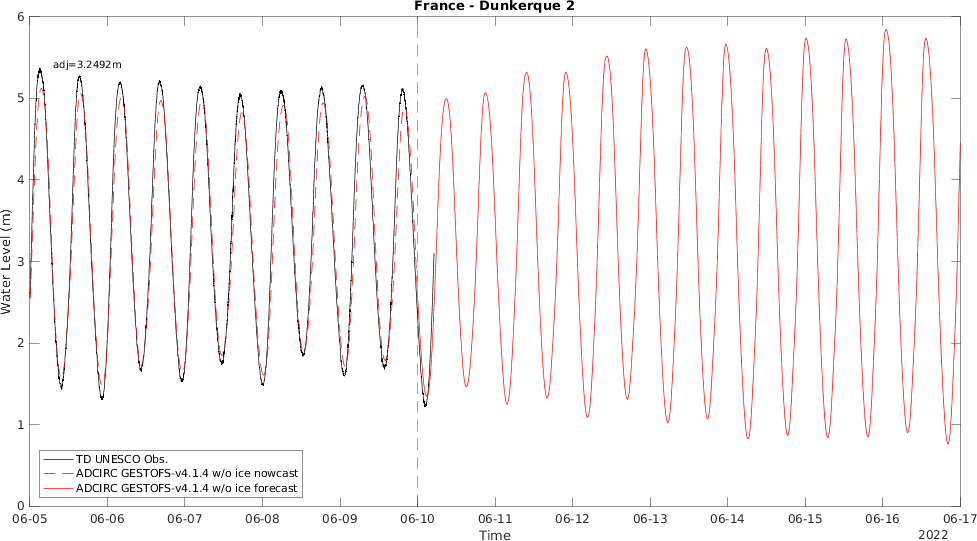 France - Dunkerque 2
adj=3.2492m
6
5
4
3
2
1
0
Water Level (m)
TD UNESCO Obs.
ADCIRC GESTOFS-v4.1.4 w/o ice nowcast
ADCIRC GESTOFS-v4.1.4 w/o ice forecast
06-05 06-06 06-07 06-08 06-09 06-10 06-11 06-12 06-13 06-14 06-15 06-16 06-17
Time
2022